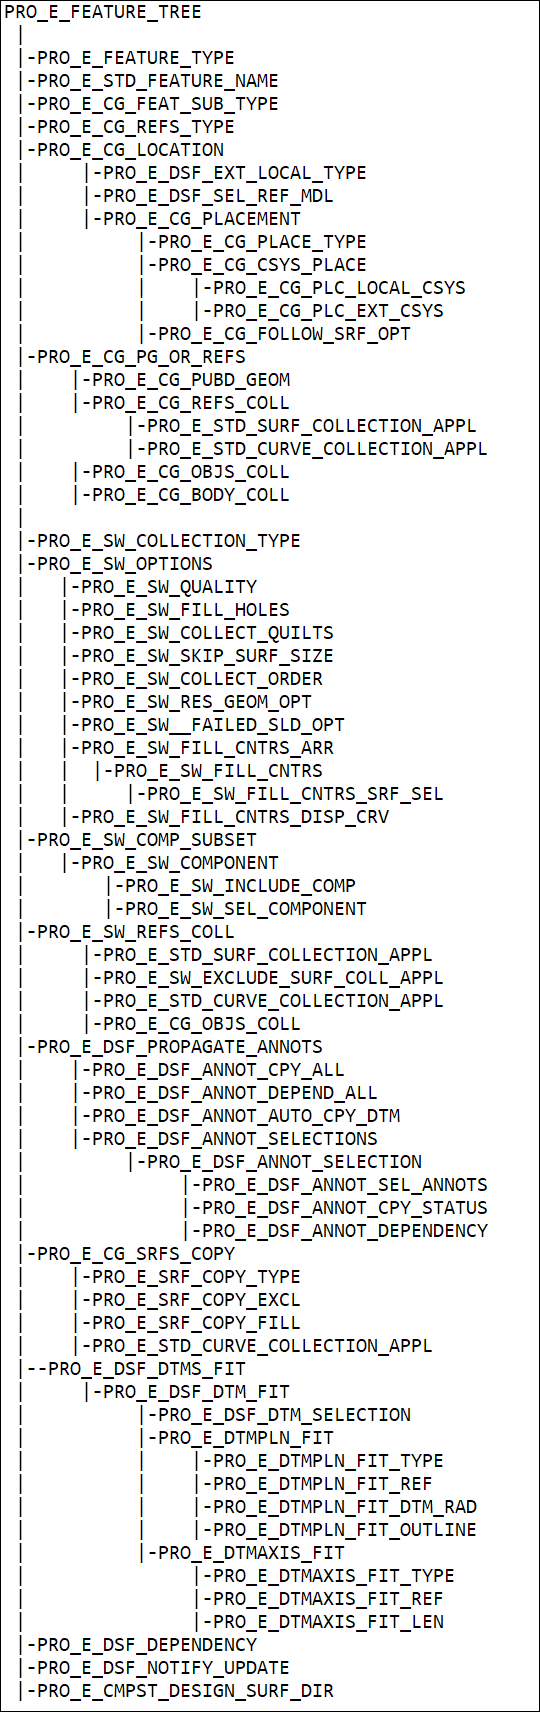 PRO_E_FEATURE_TREE
 |
 |-PRO_E_FEATURE_TYPE
 |-PRO_E_STD_FEATURE_NAME
 |-PRO_E_CG_FEAT_SUB_TYPE
 |-PRO_E_CG_REFS_TYPE
 |-PRO_E_CG_LOCATION
 |     |-PRO_E_DSF_EXT_LOCAL_TYPE
 |     |-PRO_E_DSF_SEL_REF_MDL
 |     |-PRO_E_CG_PLACEMENT
 |          |-PRO_E_CG_PLACE_TYPE
 |          |-PRO_E_CG_CSYS_PLACE
 |          |    |-PRO_E_CG_PLC_LOCAL_CSYS
 |          |    |-PRO_E_CG_PLC_EXT_CSYS
 |          |-PRO_E_CG_FOLLOW_SRF_OPT
 |-PRO_E_CG_PG_OR_REFS
 |    |-PRO_E_CG_PUBD_GEOM
 |    |-PRO_E_CG_REFS_COLL
 |         |-PRO_E_STD_SURF_COLLECTION_APPL
 |         |-PRO_E_STD_CURVE_COLLECTION_APPL
 |    |-PRO_E_CG_OBJS_COLL
 |    |-PRO_E_CG_BODY_COLL
 |
 |-PRO_E_SW_COLLECTION_TYPE
 |-PRO_E_SW_OPTIONS
 |   |-PRO_E_SW_QUALITY
 |   |-PRO_E_SW_FILL_HOLES
 |   |-PRO_E_SW_COLLECT_QUILTS
 |   |-PRO_E_SW_SKIP_SURF_SIZE
 |   |-PRO_E_SW_COLLECT_ORDER
 |   |-PRO_E_SW_RES_GEOM_OPT
 |   |-PRO_E_SW__FAILED_SLD_OPT
 |   |-PRO_E_SW_FILL_CNTRS_ARR
 |   |  |-PRO_E_SW_FILL_CNTRS
 |   |     |-PRO_E_SW_FILL_CNTRS_SRF_SEL
 |   |-PRO_E_SW_FILL_CNTRS_DISP_CRV
 |-PRO_E_SW_COMP_SUBSET
 |   |-PRO_E_SW_COMPONENT
 |       |-PRO_E_SW_INCLUDE_COMP
 |       |-PRO_E_SW_SEL_COMPONENT
 |-PRO_E_SW_REFS_COLL
 |     |-PRO_E_STD_SURF_COLLECTION_APPL
 |     |-PRO_E_SW_EXCLUDE_SURF_COLL_APPL
 |     |-PRO_E_STD_CURVE_COLLECTION_APPL
 |     |-PRO_E_CG_OBJS_COLL
 |-PRO_E_DSF_PROPAGATE_ANNOTS
 |    |-PRO_E_DSF_ANNOT_CPY_ALL
 |    |-PRO_E_DSF_ANNOT_DEPEND_ALL
 |    |-PRO_E_DSF_ANNOT_AUTO_CPY_DTM
 |    |-PRO_E_DSF_ANNOT_SELECTIONS
 |         |-PRO_E_DSF_ANNOT_SELECTION
 |              |-PRO_E_DSF_ANNOT_SEL_ANNOTS
 |              |-PRO_E_DSF_ANNOT_CPY_STATUS
 |              |-PRO_E_DSF_ANNOT_DEPENDENCY
 |-PRO_E_CG_SRFS_COPY
 |    |-PRO_E_SRF_COPY_TYPE
 |    |-PRO_E_SRF_COPY_EXCL
 |    |-PRO_E_SRF_COPY_FILL
 |    |-PRO_E_STD_CURVE_COLLECTION_APPL
 |--PRO_E_DSF_DTMS_FIT
 |     |-PRO_E_DSF_DTM_FIT
 |          |-PRO_E_DSF_DTM_SELECTION
 |          |-PRO_E_DTMPLN_FIT
 |          |    |-PRO_E_DTMPLN_FIT_TYPE
 |          |    |-PRO_E_DTMPLN_FIT_REF
 |          |    |-PRO_E_DTMPLN_FIT_DTM_RAD
 |          |    |-PRO_E_DTMPLN_FIT_OUTLINE
 |          |-PRO_E_DTMAXIS_FIT
 |               |-PRO_E_DTMAXIS_FIT_TYPE
 |               |-PRO_E_DTMAXIS_FIT_REF
 |               |-PRO_E_DTMAXIS_FIT_LEN
 |-PRO_E_DSF_DEPENDENCY
 |-PRO_E_DSF_NOTIFY_UPDATE
 |-PRO_E_CMPST_DESIGN_SURF_DIR